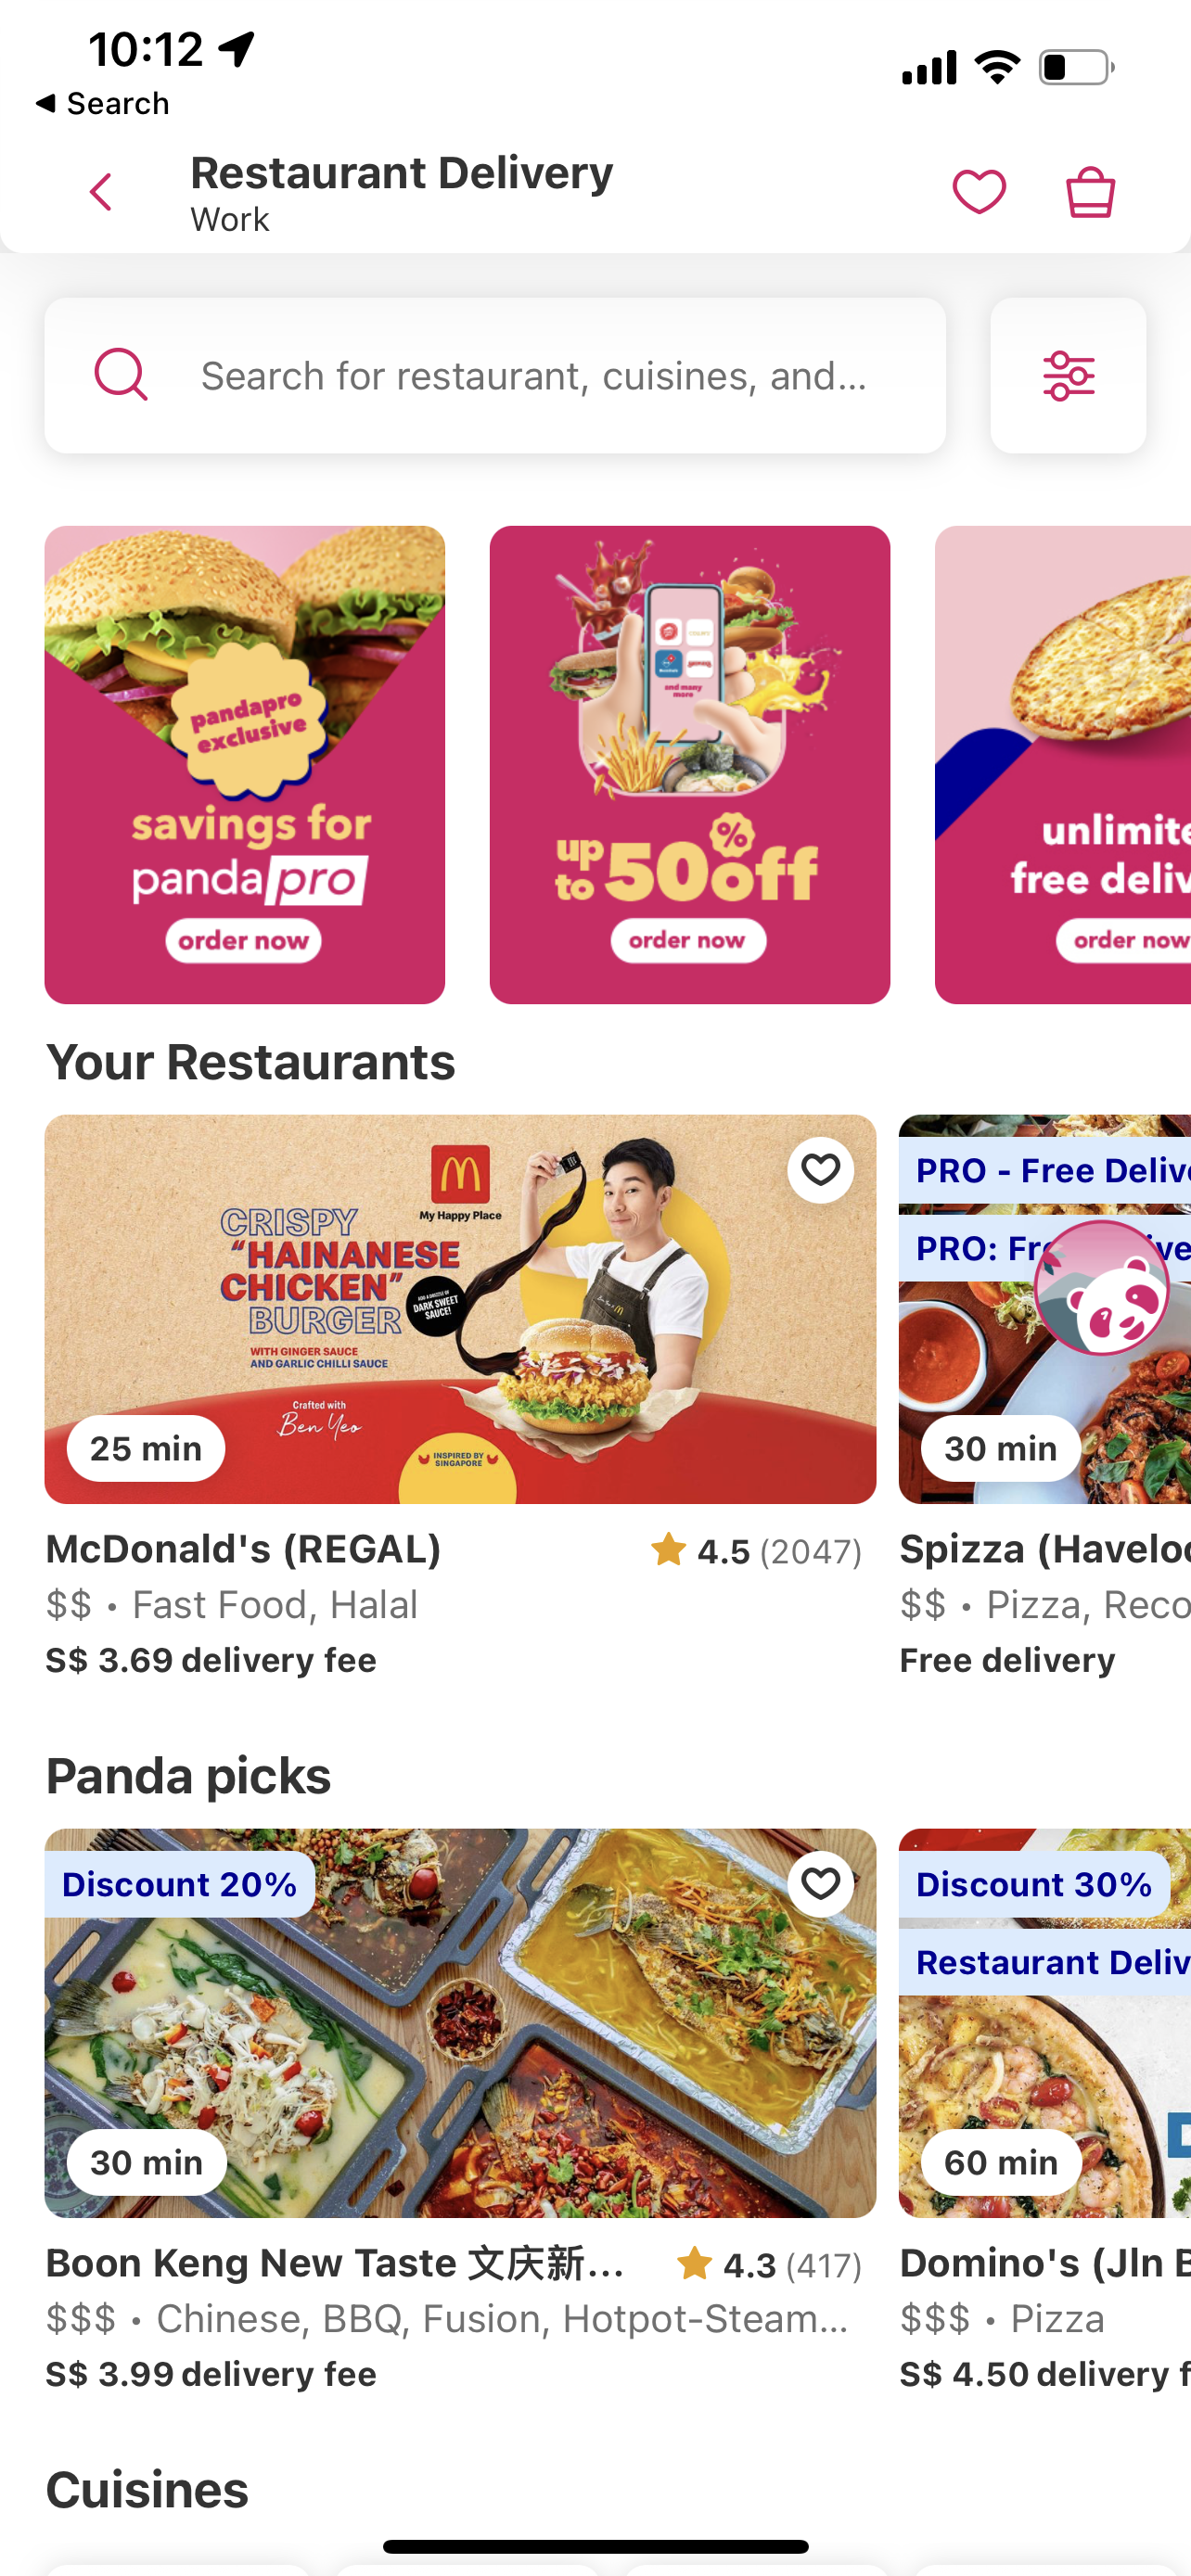 10:12
Search
Restaurant Delivery
Work
Search for restaurant, cuisines, and...
pandapro
exclusive
savings for
pandapro
order now
and many
more
up
to 50% off
order now
unlimite
free deliv
order now
Your Restaurants
My Happy Place
CRISPY
"HAINANESE
CHICKEN"
BURGER
WITH GINGER SAUCE
AND GARLIC CHILLI SAUCE
DARK SWEET
SAUCE!
Crafted with
Ben Yeo
INSPIRED BY
SINGAPORE
25 min
McDonald's (REGAL)
4.5 (2047)
$$ • Fast Food, Halal
S$ 3.69 delivery fee
PRO - Free Delive
PRO: Fre
ive
30 min
Spizza (Haveloc
$$ • Pizza, Reco
Free delivery
Panda picks
Discount 20%
30 min
Boon Keng New Taste 文庆新...
4.3 (417)
$$$ • Chinese, BBQ, Fusion, Hotpot-Steam...
S$ 3.99 delivery fee
Discount 30%
Restaurant Deliv
60 min
Domino's (Jln B
$$$ • Pizza
S$ 4.50 delivery f
Cuisines